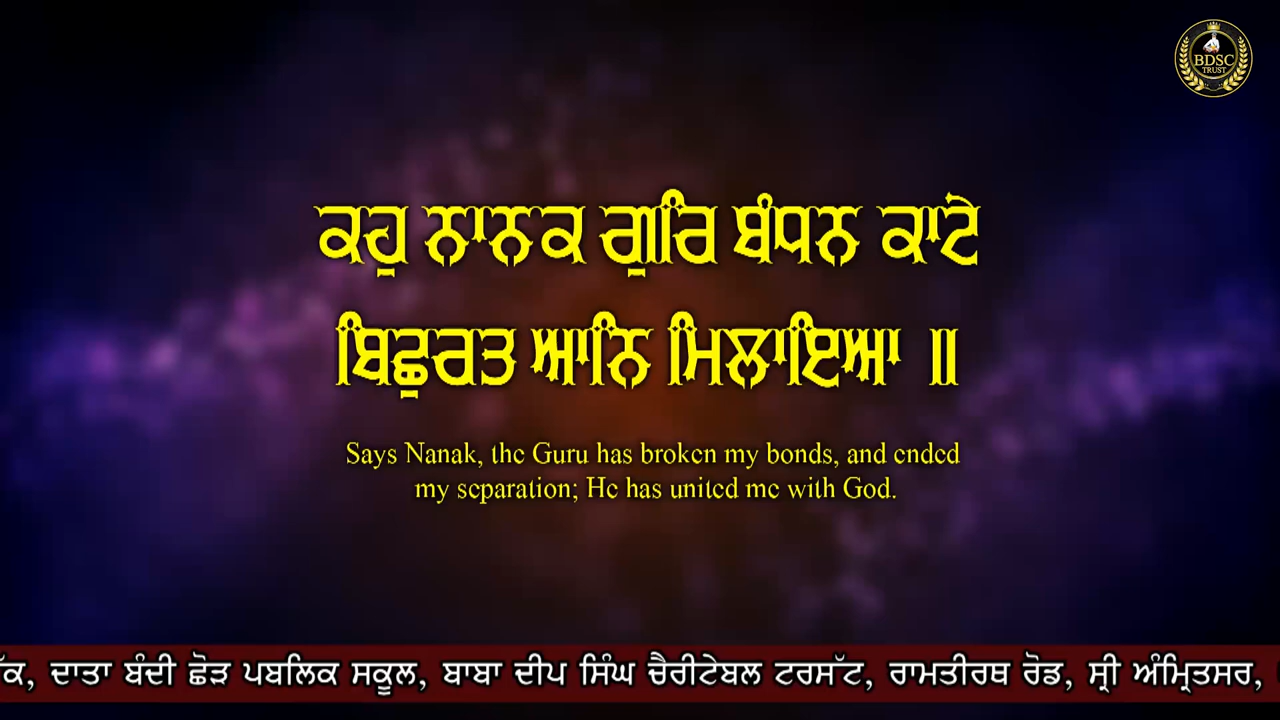 BDSC
TRUST
ਕਹੁ ਨਾਨਕ ਗੁਰਿ ਬੰਧਨ ਕਾਟੇ
ਬਿਛੁਰਤ ਆਨਿ ਮਿਲਾਇਆ ॥
Says Nanak, the Guru has broken my bonds, and ended
my separation; He has united me with God.
ਦਾਤਾ ਬੰਦੀ ਛੋੜ ਪਬਲਿਕ ਸਕੂਲ, ਬਾਬਾ ਦੀਪ ਸਿੰਘ ਚੈਰੀਟੇਬਲ ਟਰਸੱਟ, ਰਾਮਤੀਰਥ ਰੋਡ, ਸ੍ਰੀ ਅੰਮ੍ਰਿਤਸਰ,